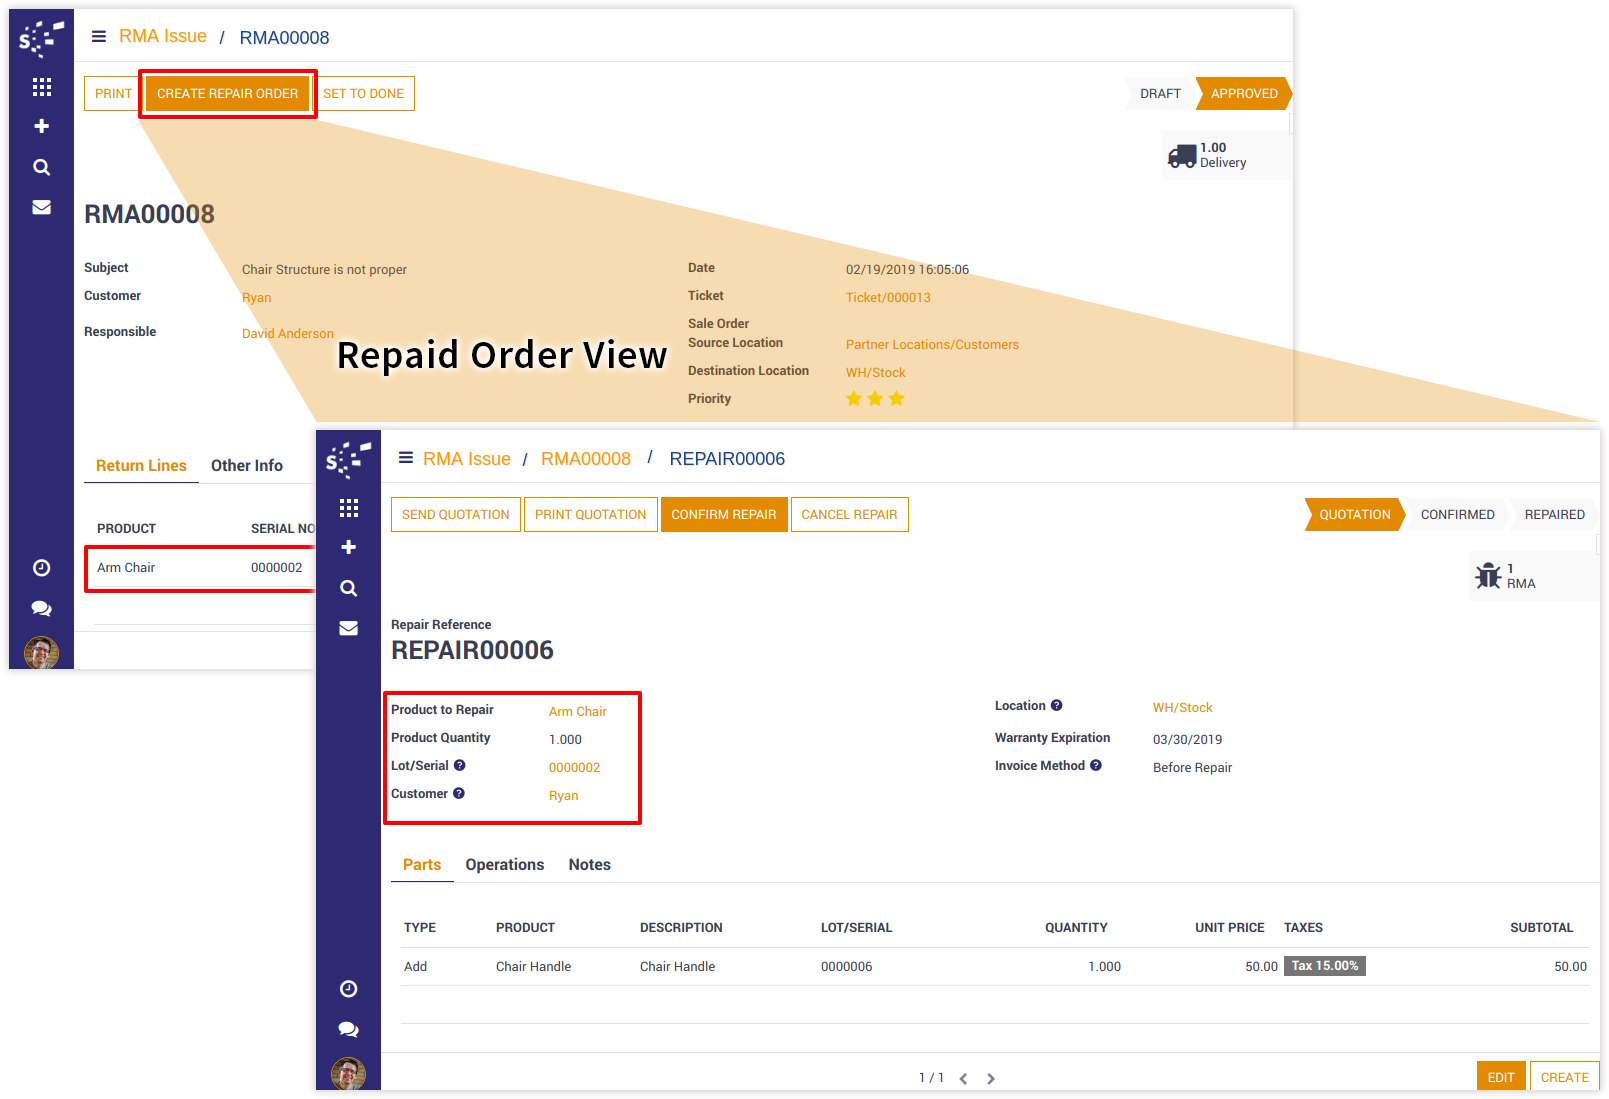 S
RMA Issue / RMA00008
PRINT CREATE REPAIR ORDER SET TO DONE DRAFT APPROVED
1.00
Delivery
RMA00008
Subject Chair Structure is not proper Date 02/19/2019 16:05:06
Customer Ryan Ticket Ticket/000013
Responsible David Anderson Sale Order
Source Location Partner Locations/Customers
Repaid Order View
Destination Location WH/Stock
Priority
Return Lines Other Info
PRODUCT SERIAL NO
Arm Chair 0000002
S
RMA Issue / RMA00008 / REPAIR00006
SEND QUOTATION PRINT QUOTATION CONFIRM REPAIR CANCEL REPAIR QUOTATION CONFIRMED REPAIRED
1
RMA
Repair Reference
REPAIR00006
Product to Repair Arm Chair Location ? WH/Stock
Product Quantity 1.000 Warranty Expiration 03/30/2019
Lot/Serial ? 0000002 Invoice Method ? Before Repair
Customer ? Ryan
Parts Operations Notes
TYPE PRODUCT DESCRIPTION LOT/SERIAL QUANTITY UNIT PRICE TAXES SUBTOTAL
Add Chair Handle Chair Handle 0000006 1.000 50.00 Tax 15.00% 50.00
1 / 1 EDIT CREATE